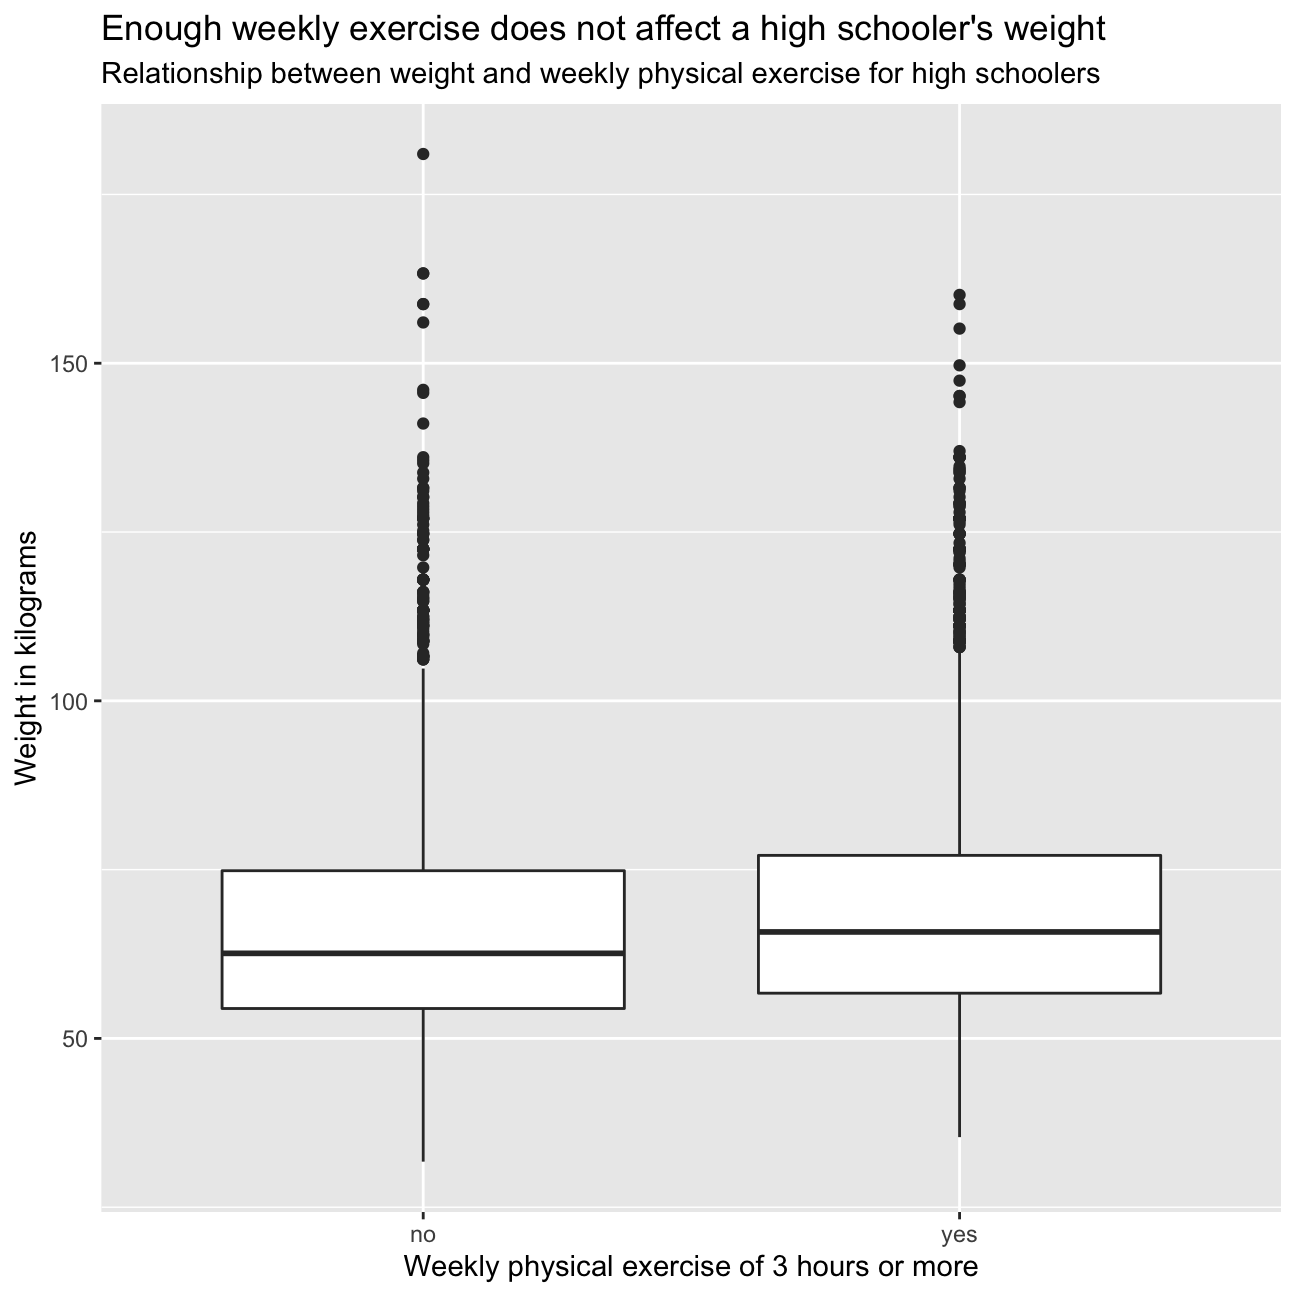 Enough weekly exercise does not affect a high schooler's weight
Relationship between weight and weekly physical exercise for high schoolers
Weight in kilograms
150
100
50
no
yes
Weekly physical exercise of 3 hours or more